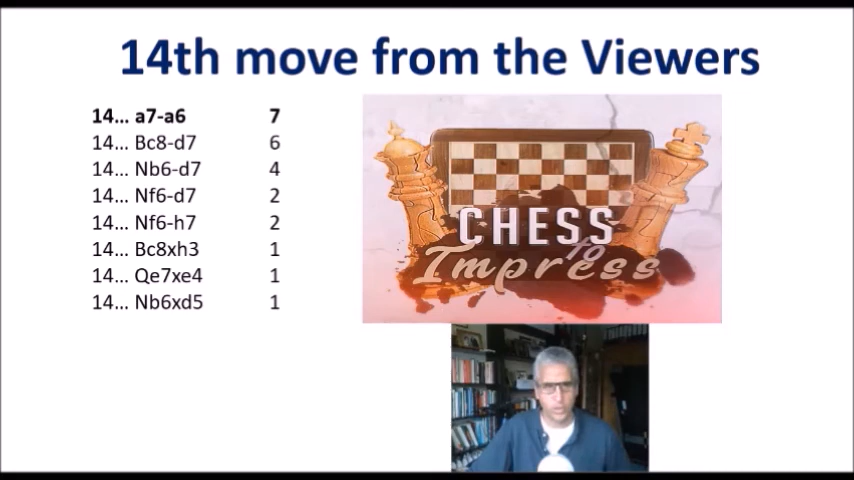 14th move from the Viewers
14... a7-a6 7
14... Bc8-d7 6
14... Nb6-d7 4
14... Nf6-d7 2
14... Nf6-h7 2
14... Bc8xh3 1
14... Qe7xe4 1
14... Nb6xd5 1
CHESS
to
Impress